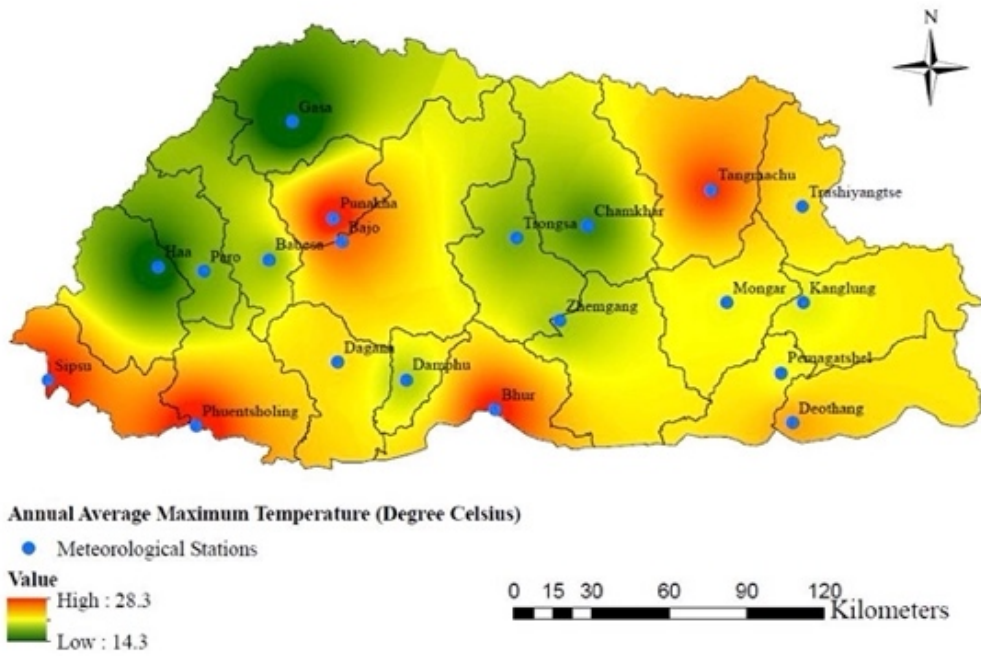 N
Gasa
Punakha
Bajo
Babesa
Haa
Paro
Tsongsa
Chamkhar
Tangmachu
Trashiyangtse
Zhemgang
Mongar
Kanglung
Sipsu
Dagana
Damphu
Pemagatshel
Phuentsholing
Bhur
Deothang
Annual Average Maximum Temperature (Degree Celsius)
Meteorological Stations
Value
High : 28.3
Low : 14.3
0 15 30 60 90 120
Kilometers